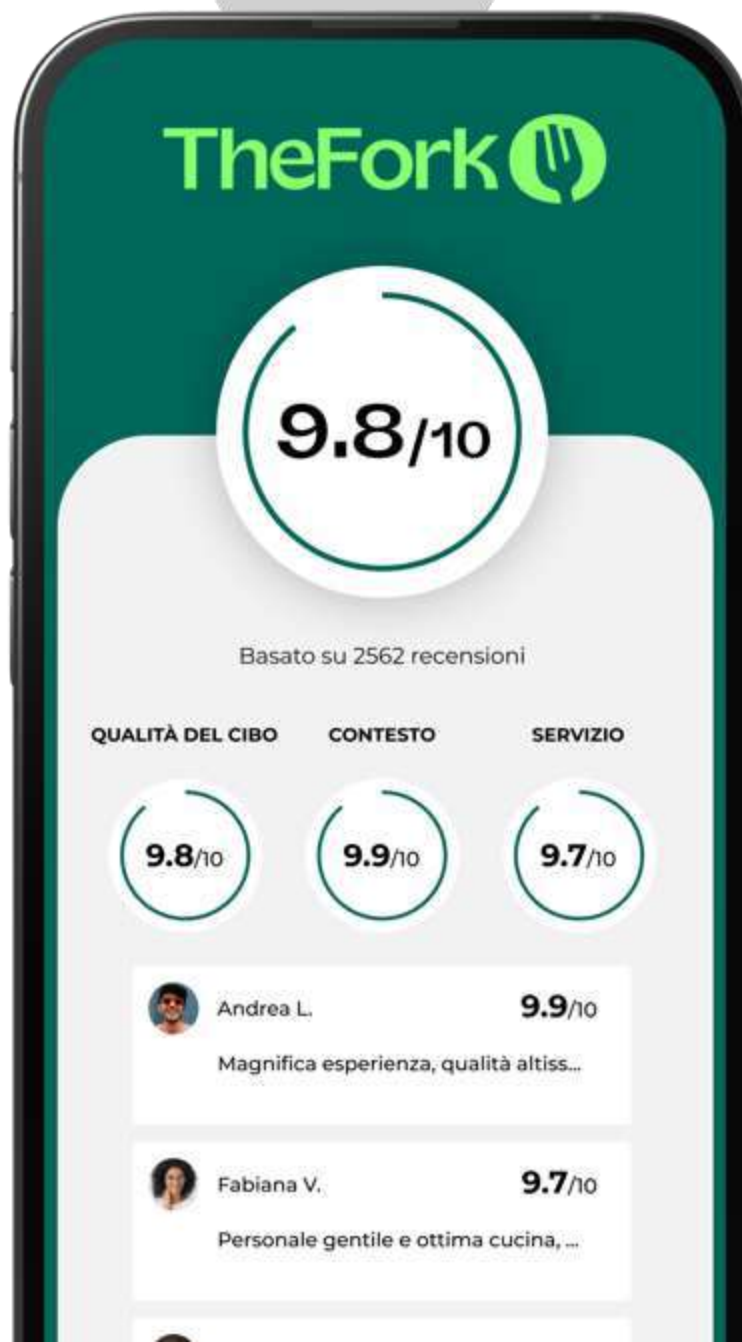 TheFork
9.8/10
Basato su 2562 recensioni
QUALITÀ DEL CIBO CONTESTO SERVIZIO
9.8/10 9.9/10 9.7/10
Andrea L. 9.9/10
Magnifica esperienza, qualità altiss...
Fabiana V. 9.7/10
Personale gentile e ottima cucina, ...